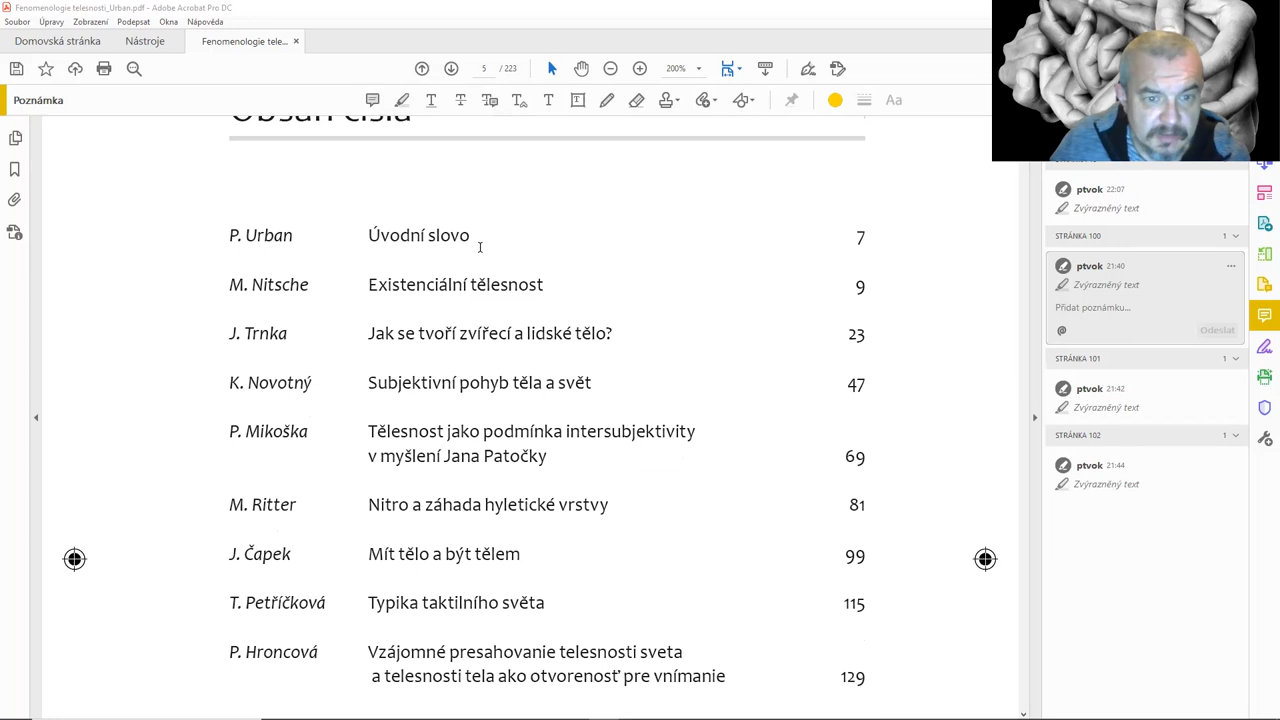 Fenomenologie telesnosti_Urban.pdf - Adobe Acrobat Pro DC
Soubor Úpravy Zobrazení Podepsat Okna Nápověda
Domovská stránka Nástroje Fenomenologie tele... ×
5 / 223 200%
Poznámka
Aa
Obsah čísla
P. Urban Úvodní slovo 7
M. Nitsche Existenciální tělesnost 9
J. Trnka Jak se tvoří zvířecí a lidské tělo? 23
K. Novotný Subjektivní pohyb těla a svět 47
P. Mikoška Tělesnost jako podmínka intersubjektivity
v myšlení Jana Patočky 69
M. Ritter Nitro a záhada hyletické vrstvy 81
J. Čapek Mít tělo a být tělem 99
T. Petříčková Typika taktilního světa 115
P. Hroncová Vzájomné presahovanie telesnosti sveta
a telesnosti tela ako otvorenosť pre vnímanie 129
ptvok 22:07
Zvýrazněný text
STRÁNKA 100 1
ptvok 21:40
Zvýrazněný text
Přidat poznámku...
@ Odeslat
STRÁNKA 101 1
ptvok 21:42
Zvýrazněný text
STRÁNKA 102 1
ptvok 21:44
Zvýrazněný text